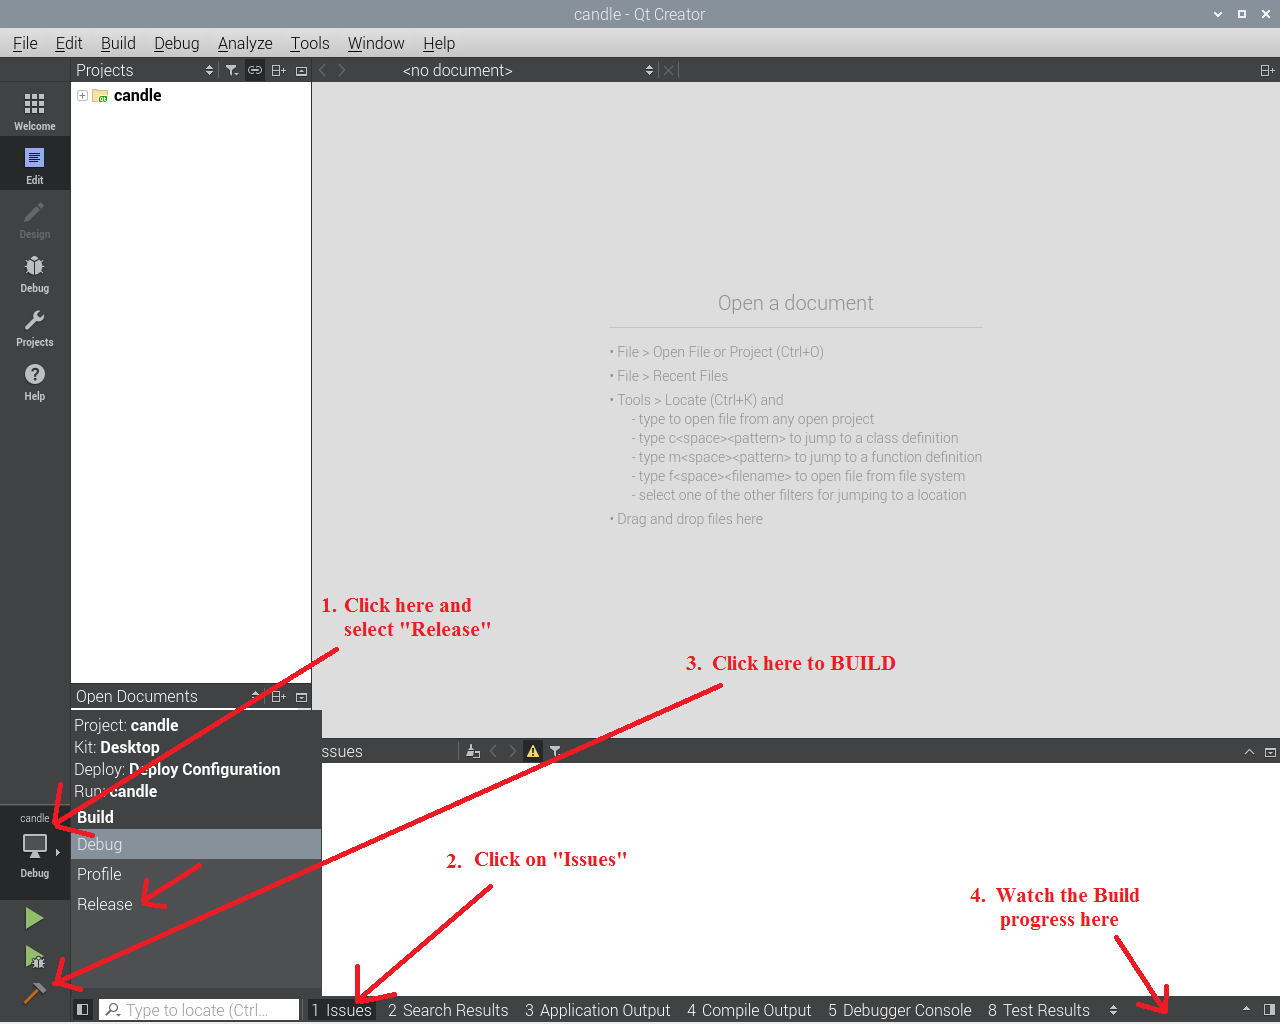 candle - Qt Creator
File Edit Build Debug Analyze Tools Window Help
Projects
<no document>
candle
Welcome
Edit
Design
Debug
Projects
Help
Open a document
• File > Open File or Project (Ctrl+O)
• File > Recent Files
• Tools > Locate (Ctrl+K) and
- type to open file from any open project
- type c<space><pattern> to jump to a class definition
- type m<space><pattern> to jump to a function definition
- type f<space><filename> to open file from file system
- select one of the other filters for jumping to a location
• Drag and drop files here
1. Click here and
select "Release"
3. Click here to BUILD
Open Documents
Project: candle
Kit: Desktop
Deploy: Deploy Configuration
Run: candle
Build
Debug
Profile
Release
ssues
candle
Debug
2. Click on "Issues"
4. Watch the Build
progress here
Type to locate (Ctrl...
1 Issues 2 Search Results 3 Application Output 4 Compile Output 5 Debugger Console 8 Test Results